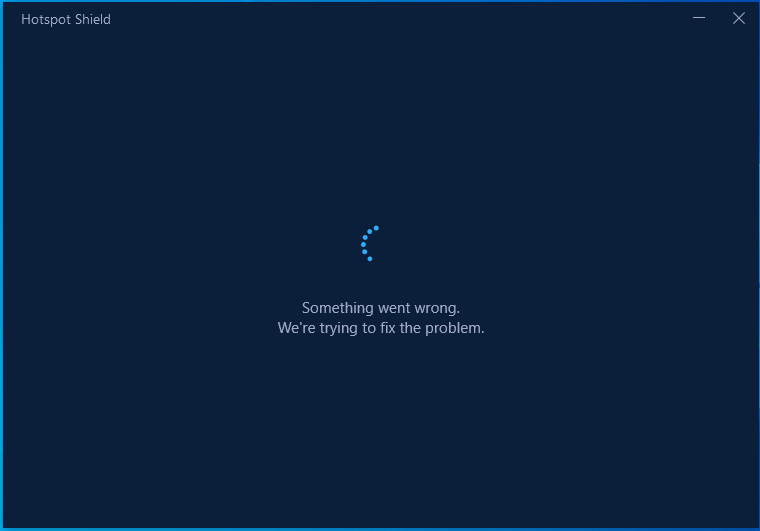 Hotspot Shield
Something went wrong.
We're trying to fix the problem.